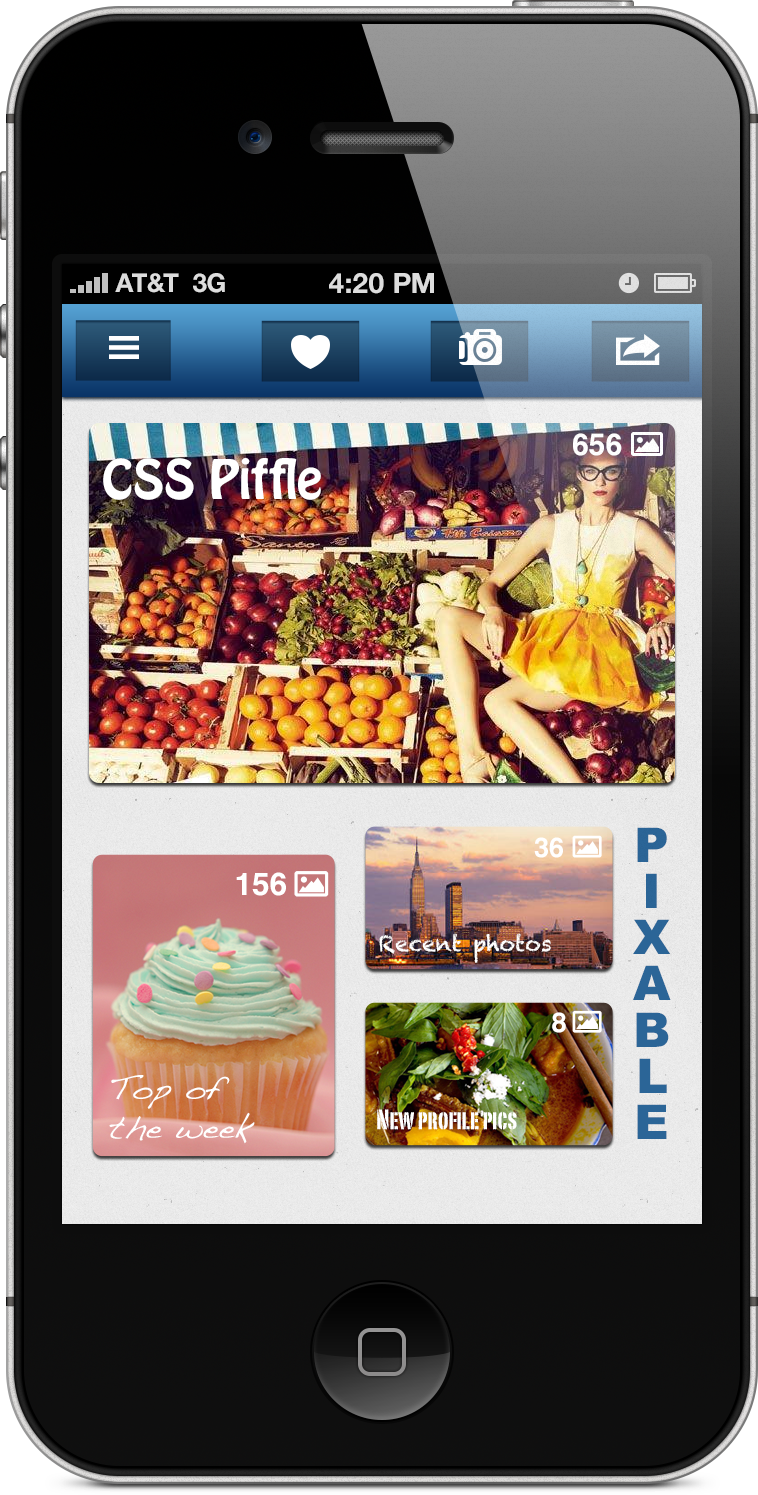 AT&T 3G 4:20 PM
656
CSS Piffle
Santo
156
Top of
the week
36
Recent photos
8
NEW PROFILE PICS
PIXABLE